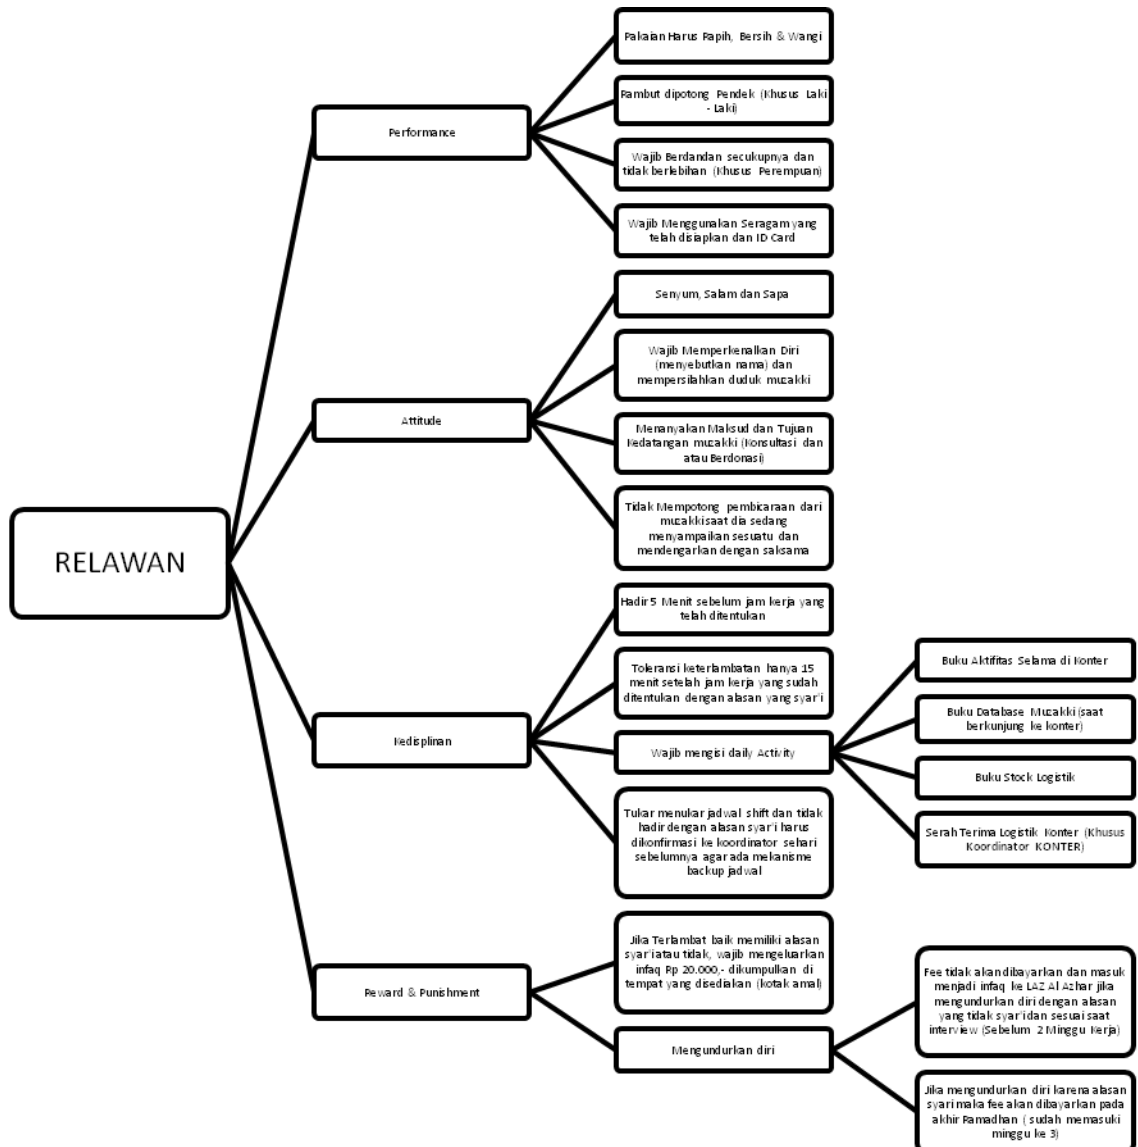 RELAWAN
Performance
Pakaian Harus Rapih, Bersih & Wangi
Rambut dipotong Pendek (Khusus Laki
- Laki)
Wajib Berdandan secukupnya dan
tidak berlebihan (Khusus Perempuan)
Wajib Menggunakan Seragam yang
telah disiapkan dan ID Card
Attitude
Senyum, Salam dan Sapa
Wajib Memperkenalkan Diri
(menyebutkan nama) dan
mempersilahkan duduk muzakki
Menanyakan Maksud dan Tujuan
Kedatangan muzakki (Konsultasi dan
atau Berdonasi)
Tidak Mempotong pembicaraan dari
muzakki saat dia sedang
menyampaikan sesuatu dan
mendengarkan dengan saksama
Kedisplinan
Hadir 5 Menit sebelum jam kerja yang
telah ditentukan
Toleransi keterlambatan hanya 15
menit setelah jam kerja yang sudah
ditentukan dengan alasan yang syar'i
Wajib mengisi daily Activity
Buku Aktifitas Selama di Konter
Buku Database Muzakki (saat
berkunjung ke konter)
Buku Stock Logistik
Serah Terima Logistik Konter (Khusus
Koordinator KONTER)
Tukar menukar jadwal shift dan tidak
hadir dengan alasan syar'i harus
dikonfirmasi ke koordinator sehari
sebelumnya agar ada mekanisme
backup jadwal
Reward & Punishment
Jika Terlambat baik memiliki alasan
syar'i atau tidak, wajib mengeluarkan
infaq Rp 20.000,- dikumpulkan di
tempat yang disediakan (kotak amal)
Mengundurkan diri
Fee tidak akan dibayarkan dan masuk
menjadi infaq ke LAZ Al Azhar jika
mengundurkan diri dengan alasan
yang tidak syar'i dan sesuai saat
interview (Sebelum 2 Minggu Kerja)
Jika mengundurkan diri karena alasan
syari maka fee akan dibayarkan pada
akhir Ramadhan ( sudah memasuki
minggu ke 3)